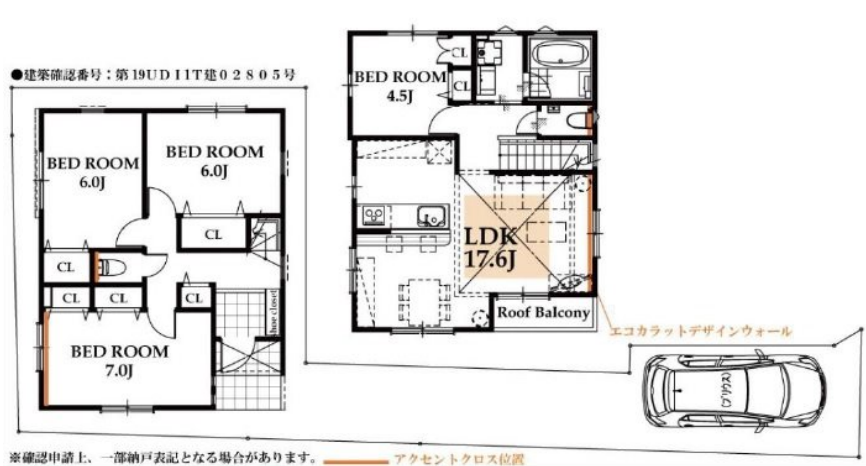 ●建築確認番号：第19UDI1T建02805号
BED ROOM
6.0J
BED ROOM
6.0J
CL
CL
CL
CL
CL
shoe closet
BED ROOM
7.0J
BED ROOM
4.5J
CL
CL
LDK
17.6J
Roof Balcony
エコカラットデザインウォール
(プリウス)
※確認申請上、一部納戸表記となる場合があります。
アクセントクロス位置